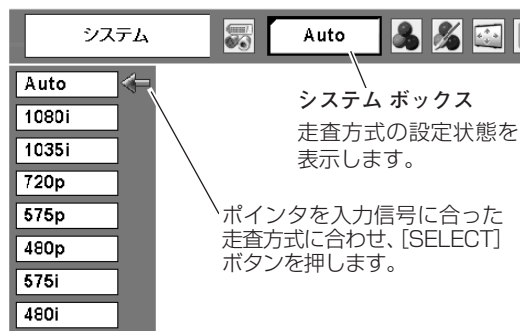 システム
Auto
Auto
1080i
1035i
720p
575p
480p
575i
480i
システム ボックス
走査方式の設定状態を
表示します。
ポインタを入力信号に合った
走査方式に合わせ、[SELECT]
ボタンを押します。